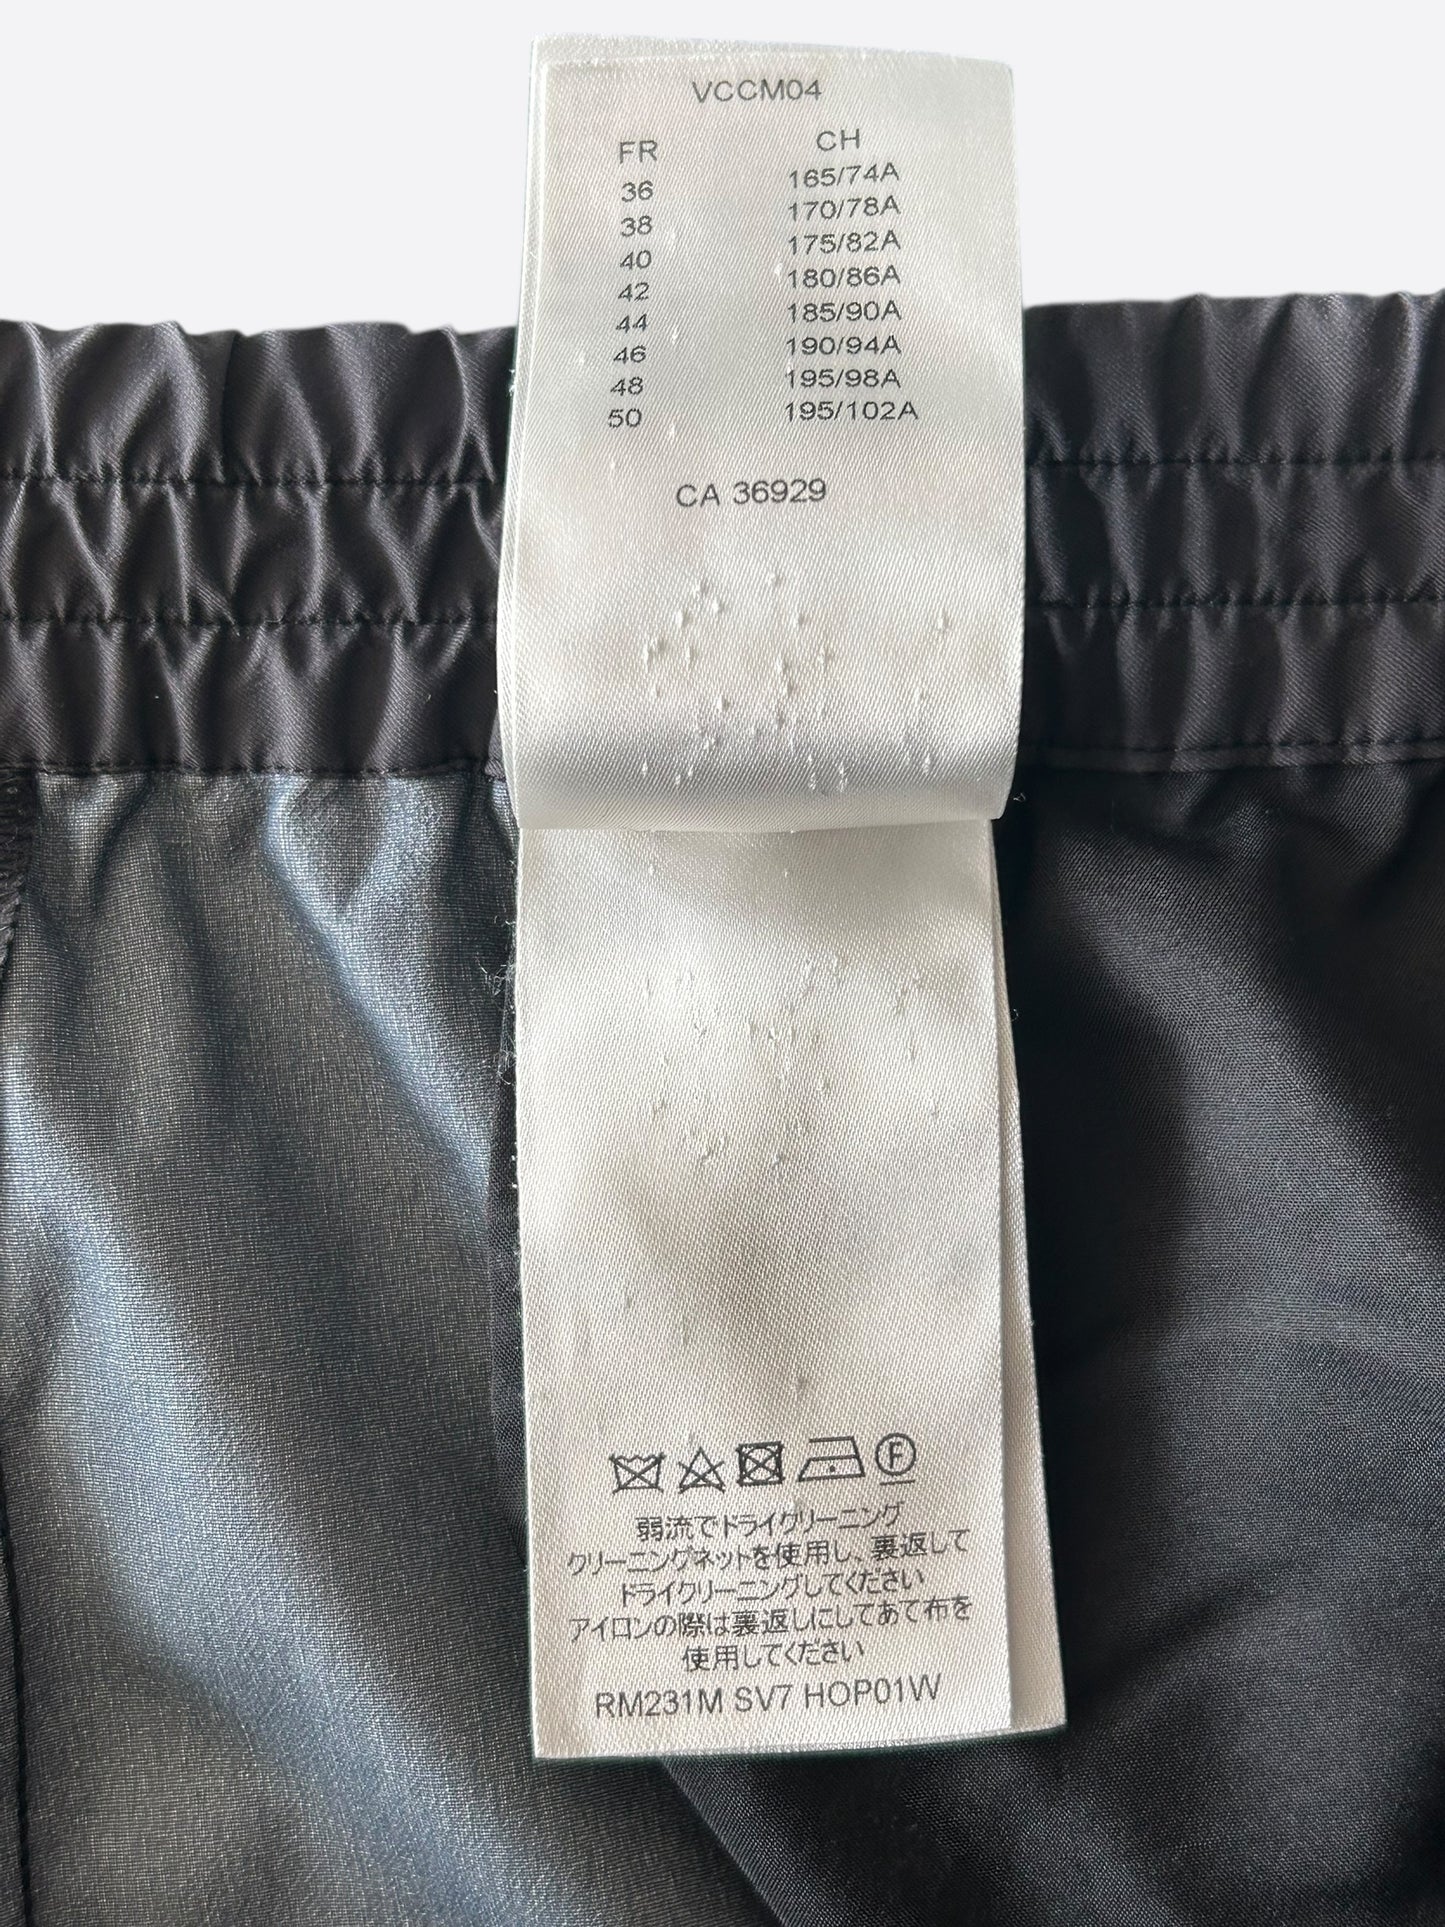 VCCM04
FR CH
36 165/74A
38 170/78A
40 175/82A
42 180/86A
44 185/90A
46 190/94A
48 195/98A
50 195/102A
CA 36929
F
弱流でドライクリーニング
クリーニングネットを使用し、裏返して
ドライクリーニングしてください
アイロンの際は裏返しにしてあて布を
使用してください
RM231M SV7 HOP01W